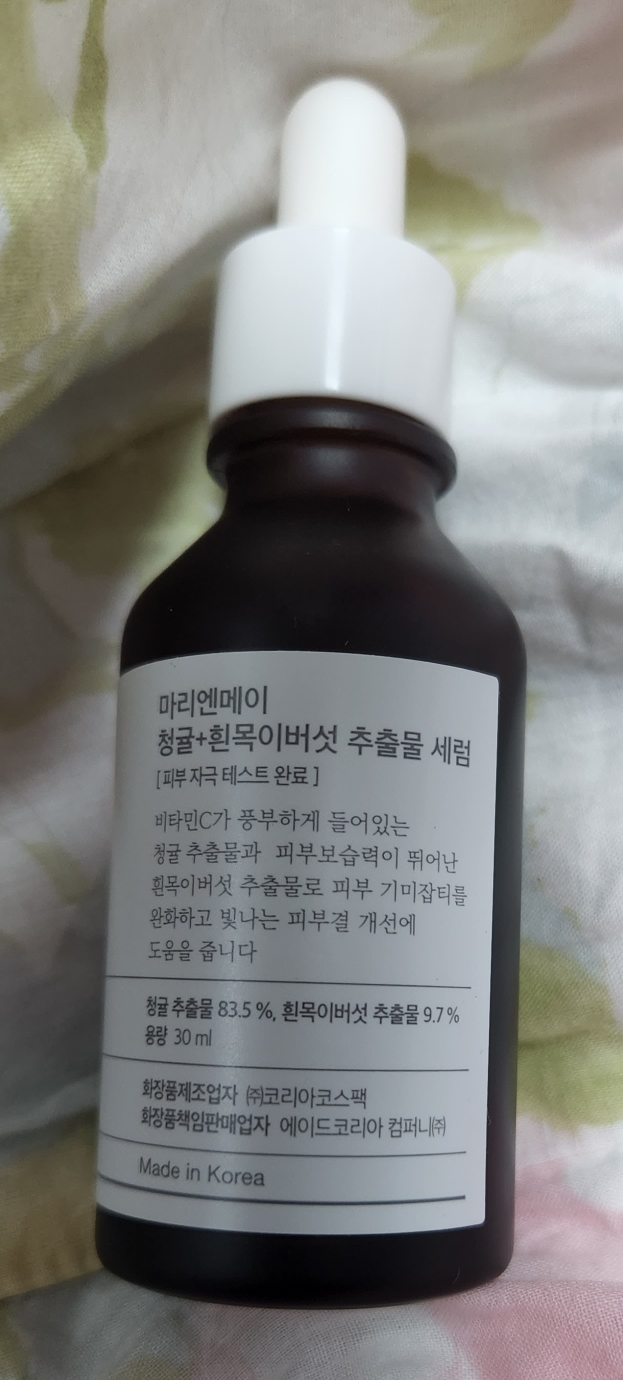 마리엔메이
청귤+흰목이버섯 추출물 세럼
[ 피부 자극 테스트 완료 ]
비타민C가 풍부하게 들어있는
청귤 추출물과 피부보습력이 뛰어난
흰목이버섯 추출물로 피부 기미잡티를
완화하고 빛나는 피부결 개선에
도움을 줍니다
청귤 추출물 83.5 %, 흰목이버섯 추출물 9.7 %
용량 30 ml
화장품제조업자 ㈜코리아코스팩
화장품책임판매업자 에이드코리아 컴퍼니㈜
Made in Korea